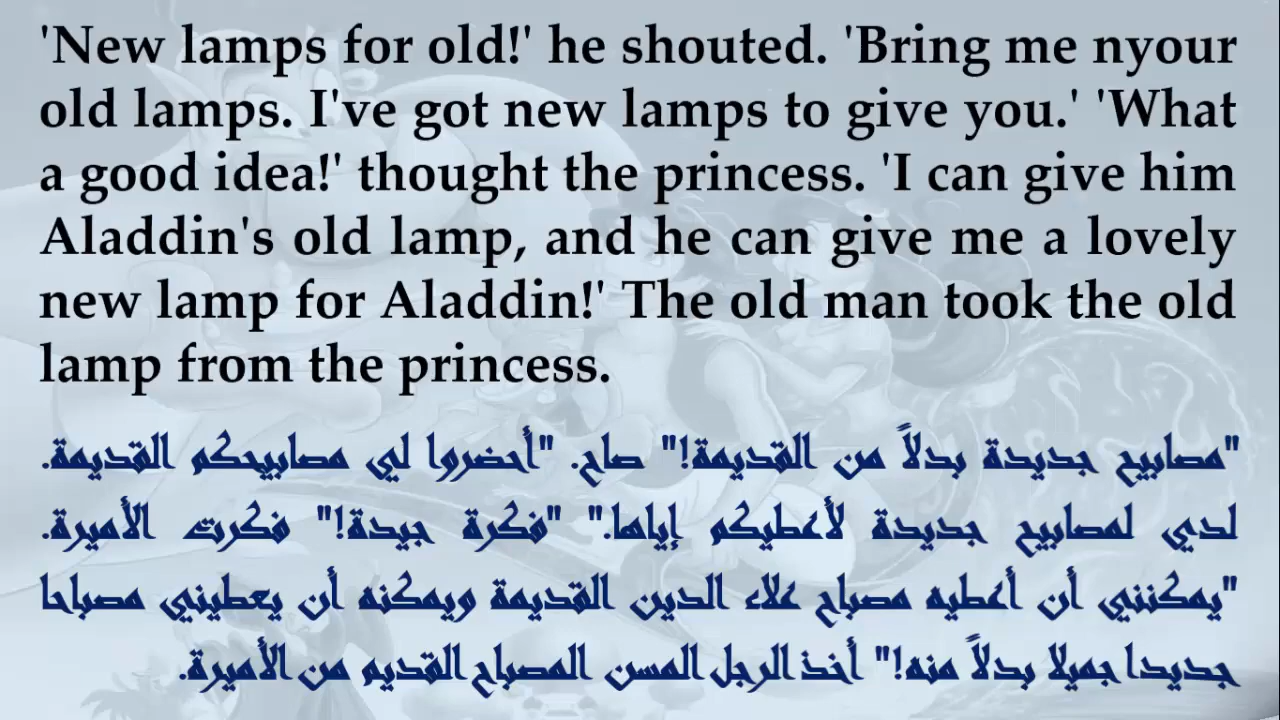 'New lamps for old!' he shouted. 'Bring me nyour
old lamps. I've got new lamps to give you.' 'What
a good idea!' thought the princess. 'I can give him
Aladdin's old lamp, and he can give me a lovely
new lamp for Aladdin!' The old man took the old
lamp from the princess.
"مصابيح جديدة بدلاً من القديمة!" صاح. "أحضروا لي مصابيحكم القديمة.
لدي لمصابيح جديدة لأعطيكم إياها." "فكرة جيدة!" فكرت الأميرة.
"يمكنني أن أعطيه مصباح علاء الدين القديمة ويمكنه أن يعطيني مصباحا
جديدا جميلا بدلاً منه!" أخذ الرجل المسن المصباح القديم من الأميرة.